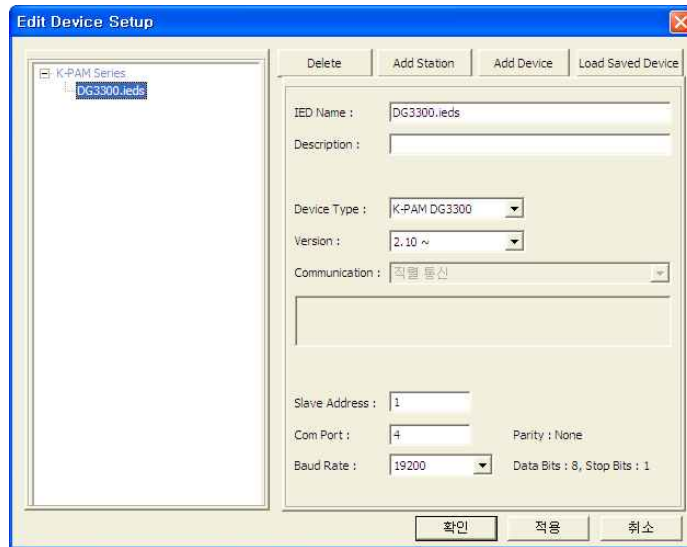 Edit Device Setup
K-PAM Series
DG3300.ieds
Delete
Add Station
Add Device
Load Saved Device
IED Name :
DG3300.ieds
Description :
Device Type :
K-PAM DG3300
Version :
2.10 ~
Communication :
직렬 통신
Slave Address :
1
Com Port :
4
Parity : None
Baud Rate :
19200
Data Bits : 8, Stop Bits : 1
확인
적용
취소